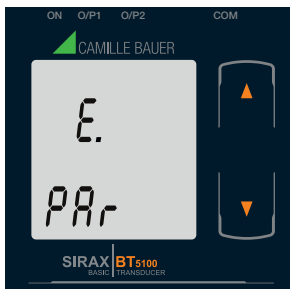 ON O/P1 O/P2 COM
CAMILLE BAUER
E.
PAr
SIRAX BT5100
BASIC TRANSDUCER